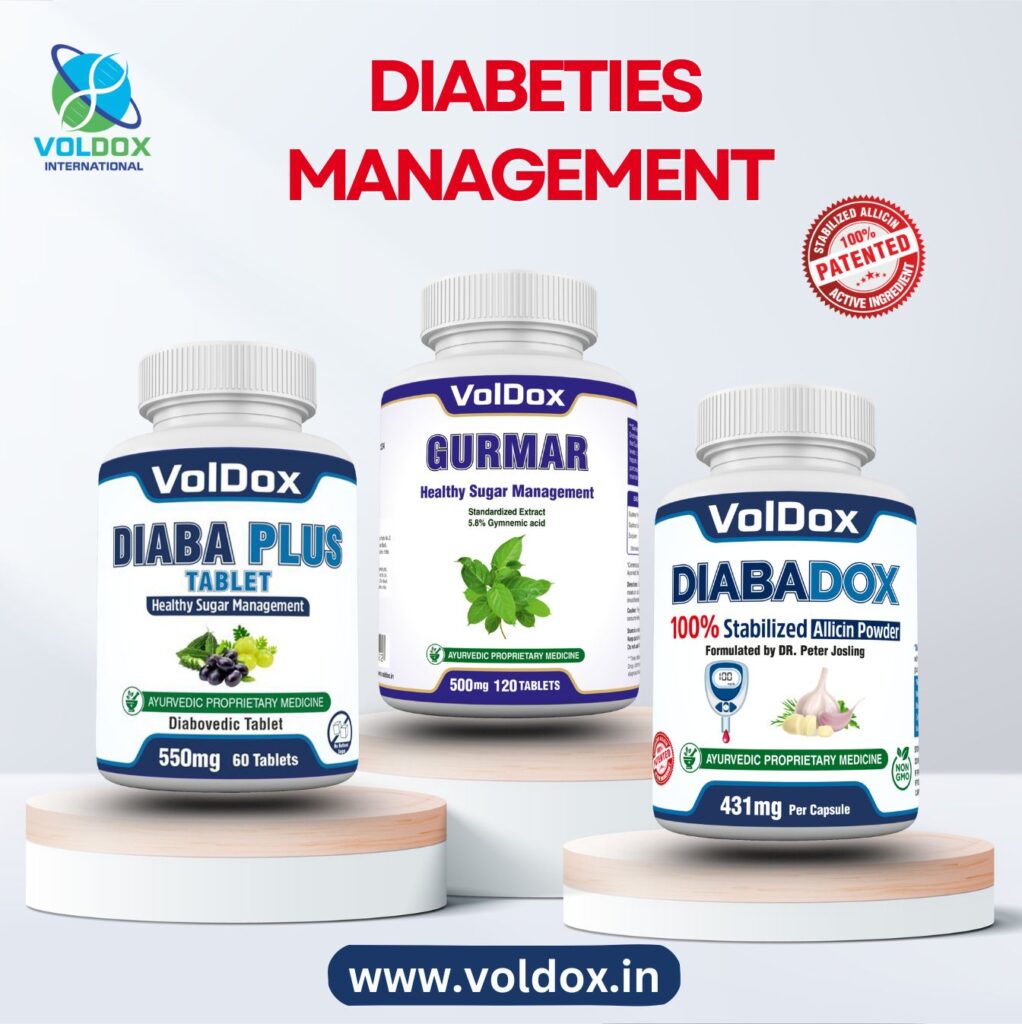 VOLDOX
INTERNATIONAL
DIABETIES
MANAGEMENT
STABILIZED ALLICIN
100%
PATENTED
ACTIVE INGREDIENT
VolDox
DIABA PLUS
TABLET
Healthy Sugar Management
AYURVEDIC PROPRIETARY MEDICINE
Diabovedic Tablet
550mg 60 Tablets
VolDox
GURMAR
Healthy Sugar Management
Standardized Extract
5.8% Gymnemic acid
AYURVEDIC PROPRIETARY MEDICINE
500mg 120 TABLETS
VolDox
DIABADOX
100% Stabilized Allicin Powder
Formulated by DR. Peter Josling
100
AYURVEDIC PROPRIETARY MEDICINE
NON
GMO
431mg Per Capsule
www.voldox.in